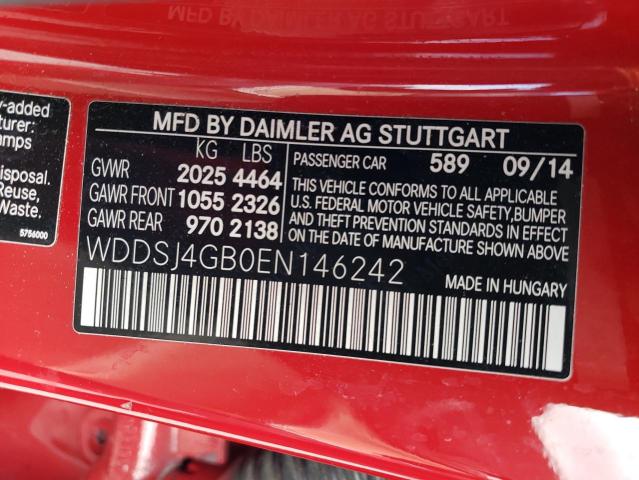 y-added
turer:
amps
isposal.
Reuse,
Waste.
5756000
MFD BY DAIMLER AG STUTTGART
KG LBS
GVWR 2025 4464
GAWR FRONT 1055 2326
GAWR REAR 970 2138
PASSENGER CAR 589 09/14
THIS VEHICLE CONFORMS TO ALL APPLICABLE
U.S. FEDERAL MOTOR VEHICLE SAFETY, BUMPER
AND THEFT PREVENTION STANDARDS IN EFFECT
ON THE DATE OF MANUFACTURE SHOWN ABOVE
WDDSJ4GB0EN146242
MADE IN HUNGARY